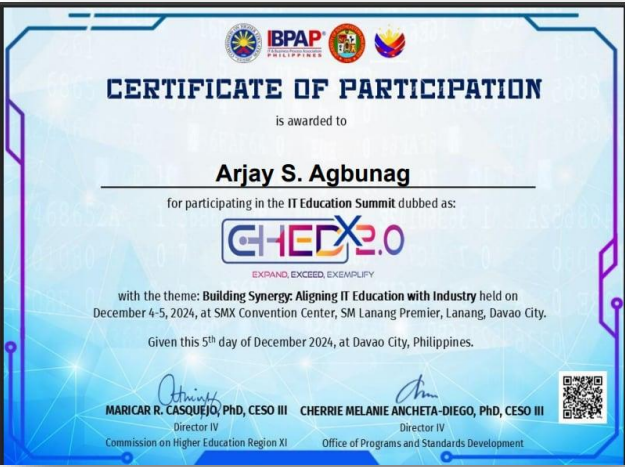 IBPAP
PHILIPPINES
CERTIFICATE OF PARTICIPATION
is awarded to
Arjay S. Agbunag
for participating in the IT Education Summit dubbed as:
CHEDX2.0
EXPAND, EXCEED, EXEMPLIFY
with the theme: Building Synergy: Aligning IT Education with Industry held on
December 4-5, 2024, at SMX Convention Center, SM Lanang Premier, Lanang, Davao City.
Given this 5th day of December 2024, at Davao City, Philippines.
MARICAR R. CASQUEJO, PhD, CESO III
Director IV
Commission on Higher Education Region XI
CHERRIE MELANIE ANCHETA-DIEGO, PhD, CESO III
Director IV
Office of Programs and Standards Development